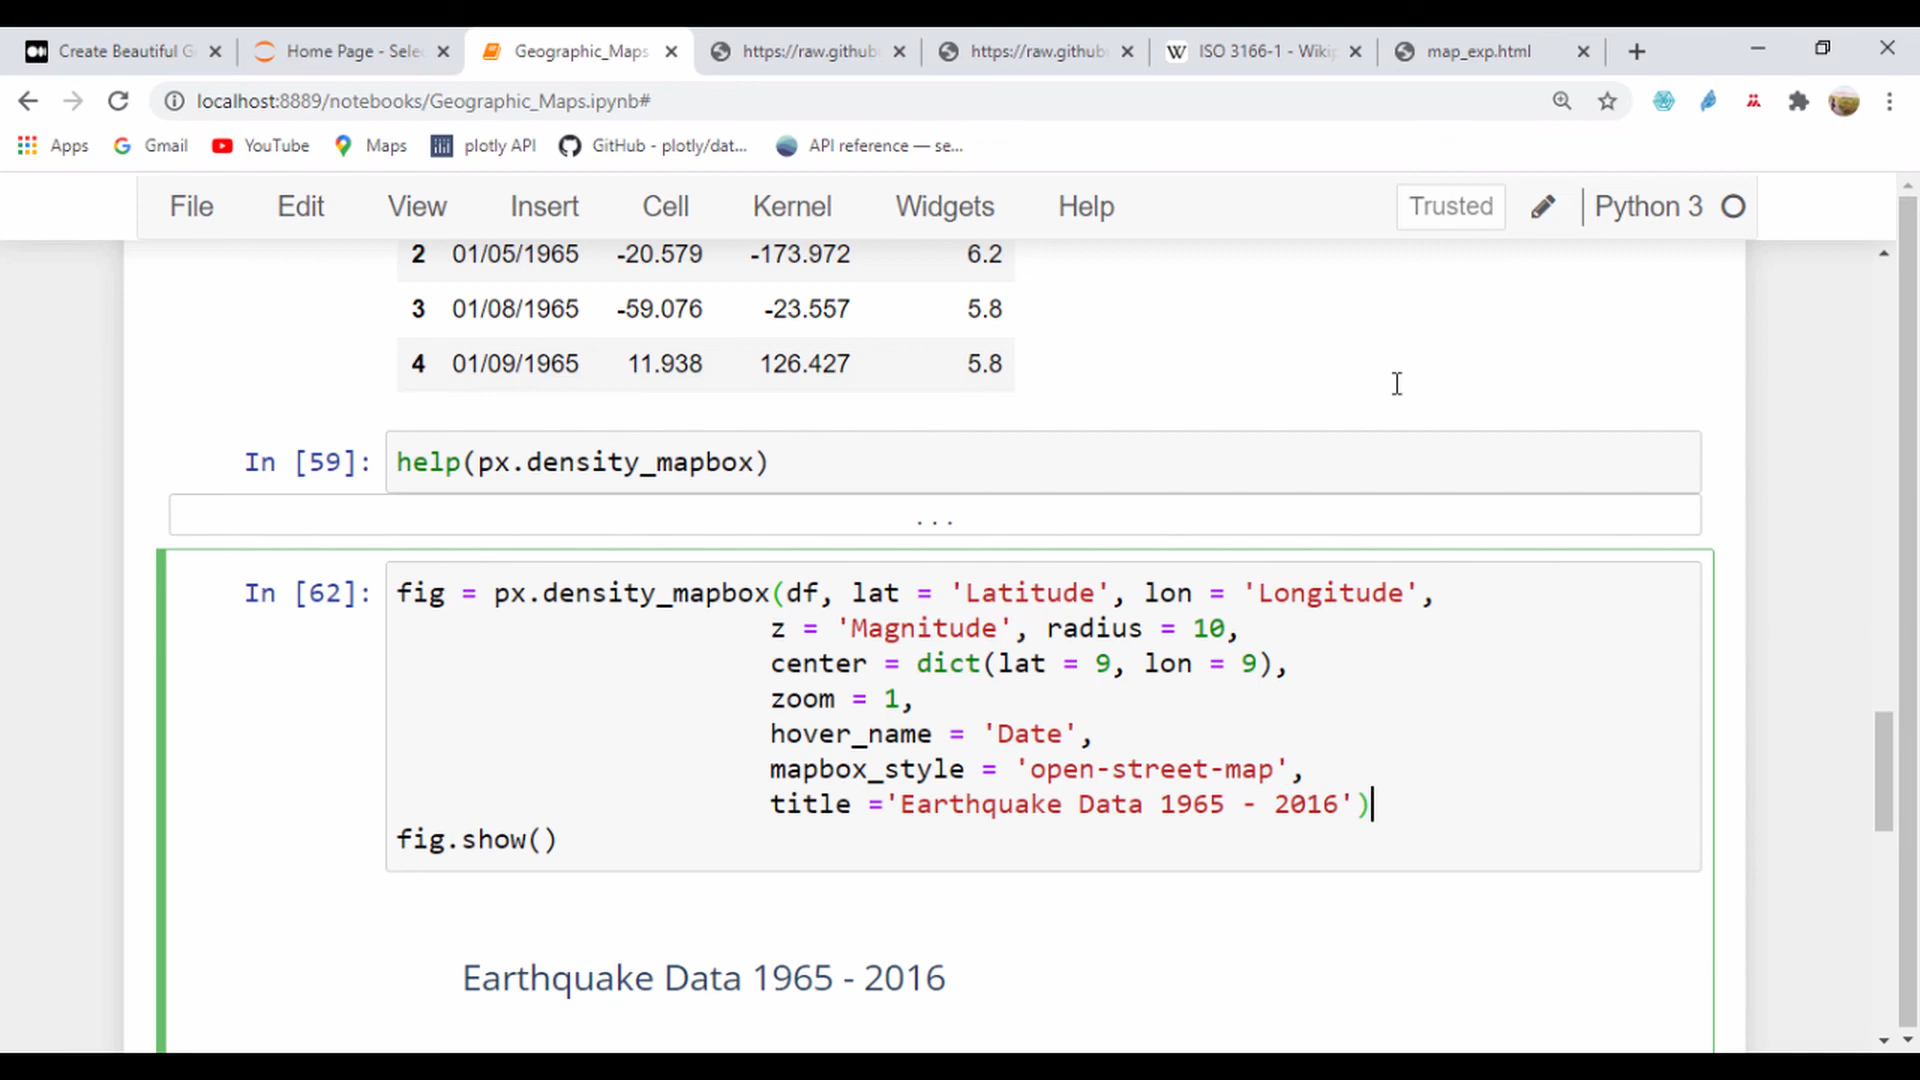 Create Beautiful G
Home Page - Selec
Geographic_Maps
https://raw.githubu
https://raw.githubu
W ISO 3166-1 - Wikip
map_exp.html
localhost:8889/notebooks/Geographic_Maps.ipynb#
Apps
Gmail
YouTube
Maps
plotly API
GitHub - plotly/dat...
API reference — se...
File Edit View Insert Cell Kernel Widgets Help
Trusted
Python 3
2 01/05/1965 -20.579 -173.972 6.2
3 01/08/1965 -59.076 -23.557 5.8
4 01/09/1965 11.938 126.427 5.8
In [59]: help(px.density_mapbox)
...
In [62]: fig = px.density_mapbox(df, lat = 'Latitude', lon = 'Longitude',
z = 'Magnitude', radius = 10,
center = dict(lat = 9, lon = 9),
zoom = 1,
hover_name = 'Date',
mapbox_style = 'open-street-map',
title ='Earthquake Data 1965 - 2016')
fig.show()
Earthquake Data 1965 - 2016